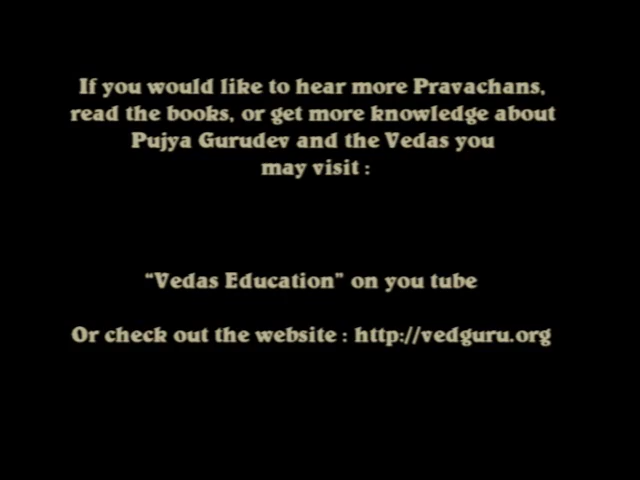 If you would like to hear more Pravachans,
read the books, or get more knowledge about
Pujya Gurudev and the Vedas you
may visit :
“Vedas Education” on you tube
Or check out the website : http://vedguru.org